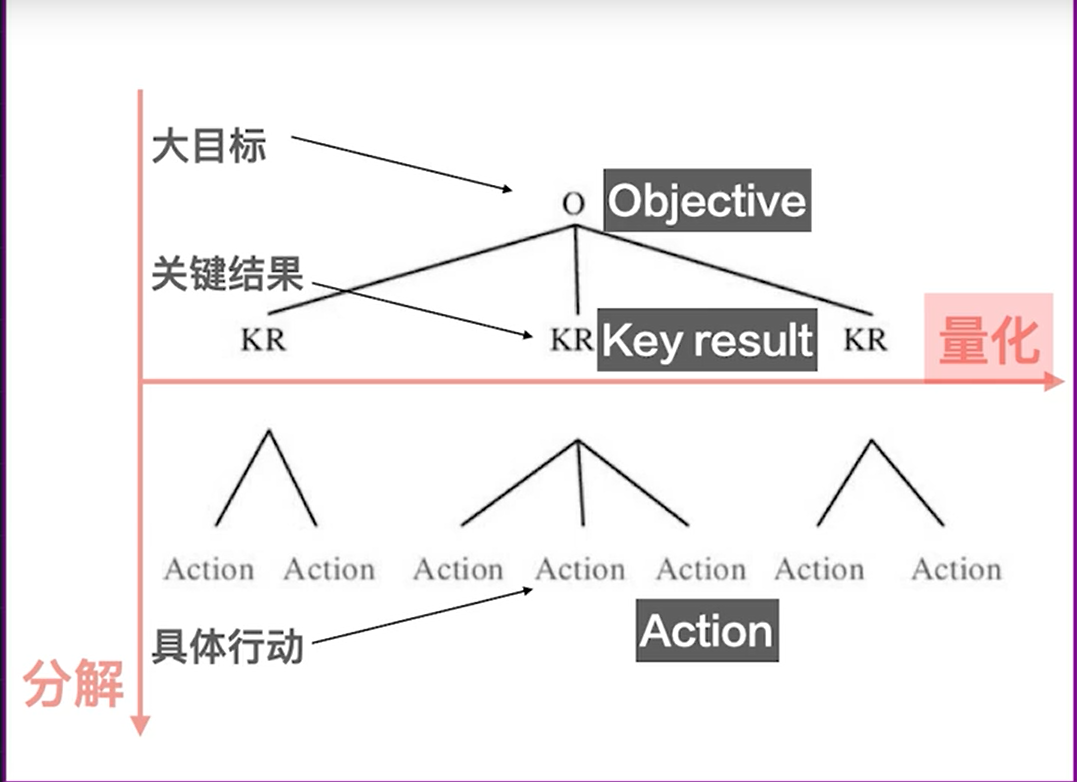 大目标
O Objective
关键结果
KR KR Key result KR
量化
Action Action Action Action Action Action Action
Action
具体行动
分解